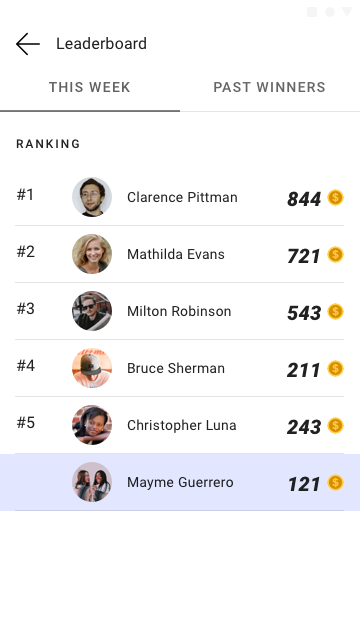 Leaderboard
THIS WEEK PAST WINNERS
RANKING
#1 Clarence Pittman 844 $
#2 Mathilda Evans 721 $
#3 Milton Robinson 543 $
#4 Bruce Sherman 211 $
#5 Christopher Luna 243 $
Mayme Guerrero 121 $